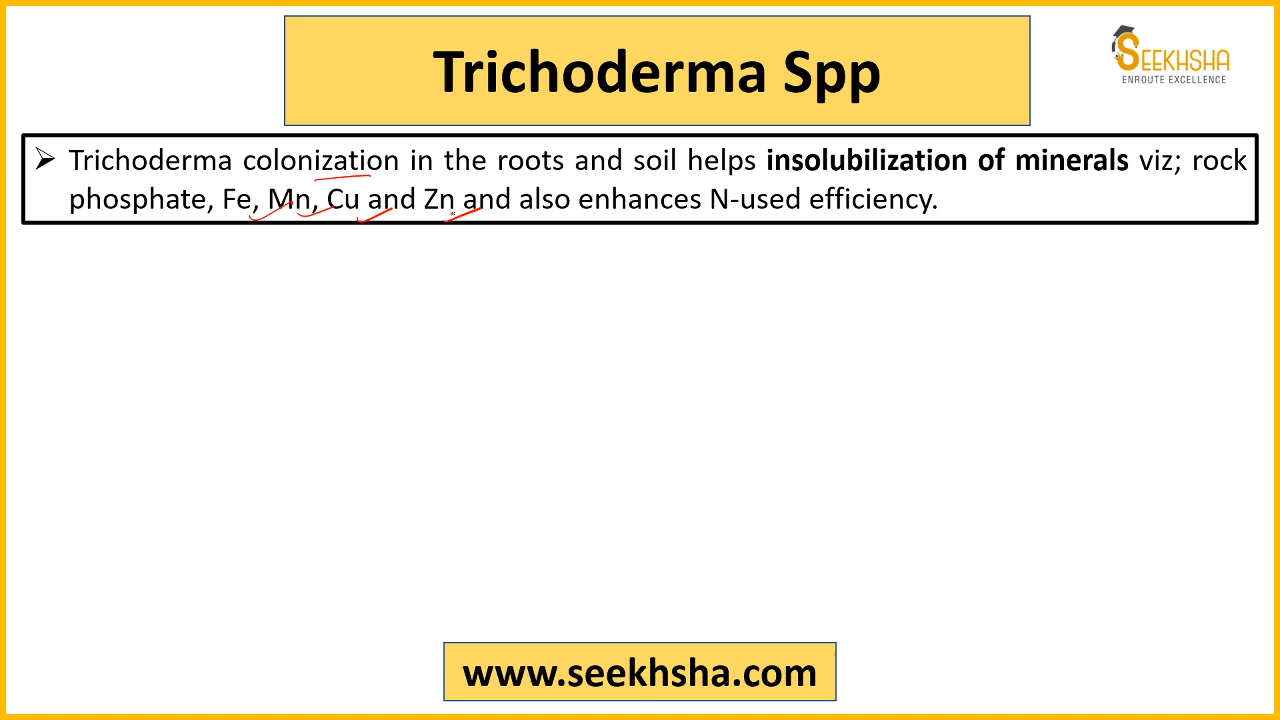 Trichoderma Spp
SEEKHSHA
ENROUTE EXCELLENCE
➤ Trichoderma colonization in the roots and soil helps insolubilization of minerals viz; rock
phosphate, Fe, Mn, Cu and Zn and also enhances N-used efficiency.
www.seekhsha.com